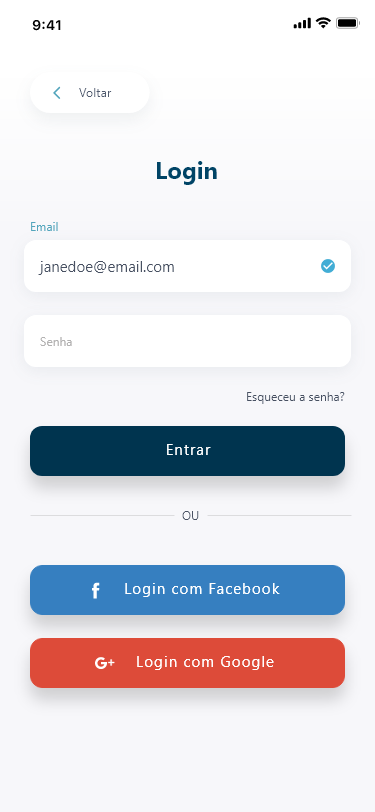 9:41
Voltar
Login
Email
janedoe@email.com
Senha
Esqueceu a senha?
Entrar
OU
f Login com Facebook
G+ Login com Google